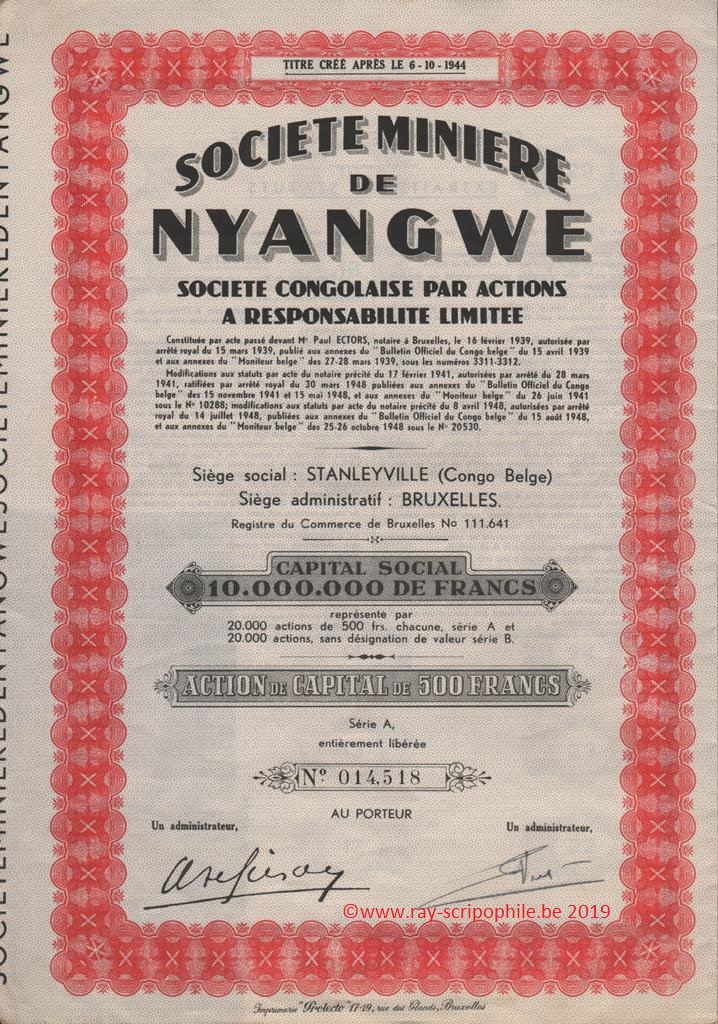 TITRE CRÉÉ APRÈS LE 6-10-1944
SOCIETE MINIERE
DE
NYANGWE
SOCIETE CONGOLAISE PAR ACTIONS
A RESPONSABILITE LIMITEE
Constituée par acte passé devant Me Paul ECTORS, notaire à Bruxelles, le 16 février 1939, autorisée par
arrêté royal du 15 mars 1939, publié aux annexes du "Bulletin Officiel du Congo belge" du 15 avril 1939
et aux annexes du "Moniteur belge" des 27-28 mars 1939, sous les numéros 3311-3312.
Modifications aux statuts par acte du notaire précité du 17 février 1941, autorisées par arrêté du 28 mars
1941, ratifiées par arrêté royal du 30 mars 1948 publiées aux annexes du "Bulletin Officiel du Congo
belge" des 15 novembre 1941 et 15 mai 1948, et aux annexes du "Moniteur belge" du 26 juin 1941
sous le No 10288; modifications aux statuts par acte du notaire précité du 8 avril 1948, autorisées par arrêté
royal du 14 juillet 1948, publiées aux annexes du "Bulletin Officiel du Congo belge" du 15 août 1948,
et aux annexes du "Moniteur belge" des 25-26 octobre 1948 sous le No 20530.
Siège social : STANLEYVILLE (Congo Belge)
Siège administratif : BRUXELLES.
Registre du Commerce de Bruxelles No 111.641
CAPITAL SOCIAL
10.000.000 DE FRANCS
représenté par
20.000 actions de 500 frs. chacune, série A et
20.000 actions, sans désignation de valeur série B.
ACTION DE CAPITAL DE 500 FRANCS
Série A,
entièrement libérée
No 014,518
AU PORTEUR
Un administrateur,
Un administrateur,
©www.ray-scripophile.be 2019
Imprimerie "Protecto" 17-19, rue des Glands, Bruxelles
SOCIETE MINIERE DE NYANGWE SOCIETE MINIERE DE NYANGWE